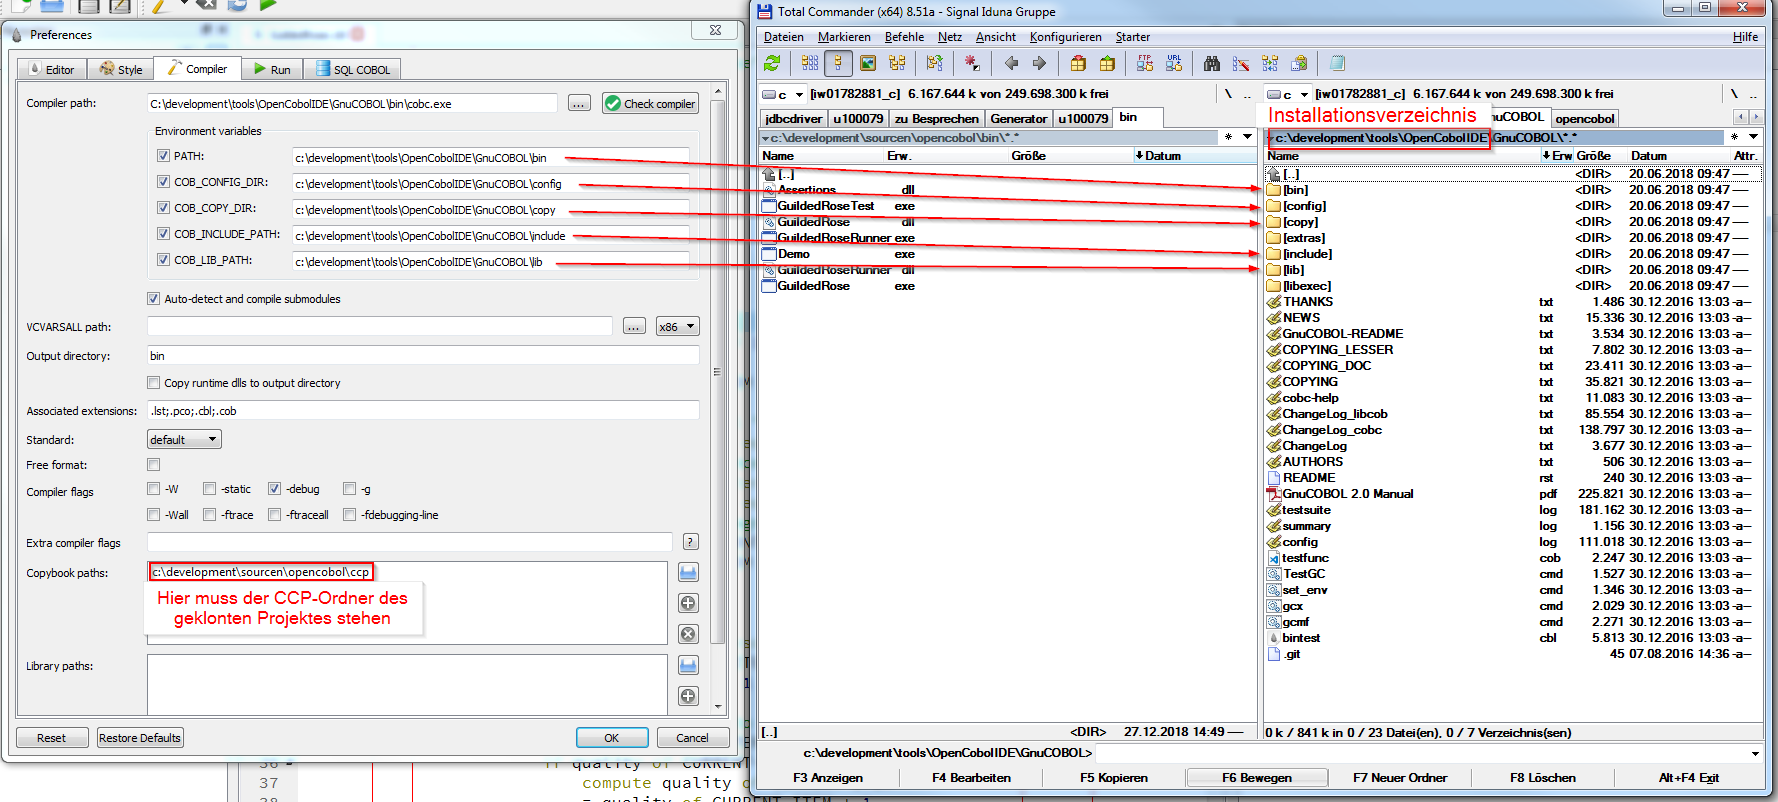 Preferences
Editor
Style
Compiler
Run
SQL COBOL
Compiler path:
C:\development\tools\OpenCobolIDE\GnuCOBOL\bin\cobc.exe
...
Check compiler
Environment variables
PATH:
c:\development\tools\OpenCobolIDE\GnuCOBOL\bin
COB_CONFIG_DIR:
c:\development\tools\OpenCobolIDE\GnuCOBOL\config
COB_COPY_DIR:
c:\development\tools\OpenCobolIDE\GnuCOBOL\copy
COB_INCLUDE_PATH:
c:\development\tools\OpenCobolIDE\GnuCOBOL\include
COB_LIB_PATH:
c:\development\tools\OpenCobolIDE\GnuCOBOL\lib
Auto-detect and compile submodules
VCVARSALL path:
...
x86
Output directory:
bin
Copy runtime dlls to output directory
Associated extensions:
.lst;.pco;.cbl;.cob
Standard:
default
Free format:
Compiler flags
-W
-static
-debug
-g
-Wall
-ftrace
-ftraceall
-fdebugging-line
Extra compiler flags
?
Copybook paths:
c:\development\sourcen\opencobol\ccp
Hier muss der CCP-Ordner des
geklonten Projektes stehen
Library paths:
Reset
Restore Defaults
OK
Cancel
37
compute quality
Total Commander (x64) 8.51a - Signal Iduna Gruppe
Dateien Markieren Befehle Netz Ansicht Konfigurieren Starter
Hilfe
FTP
URL
c [iw01782881_c] 6.167.644 k von 249.698.300 k frei
\ ..
jdbcdriver u100079 zu Besprechen Generator u100079 bin
c:\development\sourcen\opencobol\bin\*.*
* 
Name Erw. Größe Datum
[..]
Assertions dll
GuildedRoseTest exe
GuildedRose dll
GuildedRoseRunner exe
Demo exe
GuildedRoseRunner dll
GuildedRose exe
[..] <DIR> 27.12.2018 14:49 —
c [iw01782881_c] 6.167.644 k von 249.698.300 k frei
\ ..
Installationsverzeichnis
nuCOBOL opencobol
c:\development\tools\OpenCobolIDE\GnuCOBOL\*.*
*
Name Erw Größe Datum Attr.
[..] <DIR> 20.06.2018 09:47 —
[bin] <DIR> 20.06.2018 09:47 —
[config] <DIR> 20.06.2018 09:47 —
[copy] <DIR> 20.06.2018 09:47 —
[extras] <DIR> 20.06.2018 09:47 —
[include] <DIR> 20.06.2018 09:47 —
[lib] <DIR> 20.06.2018 09:47 —
[libexec] <DIR> 20.06.2018 09:47 —
THANKS txt 1.486 30.12.2016 13:03 -a–
NEWS txt 15.336 30.12.2016 13:03 -a–
GnuCOBOL-README txt 3.534 30.12.2016 13:03 -a–
COPYING_LESSER txt 7.802 30.12.2016 13:03 -a–
COPYING_DOC txt 23.411 30.12.2016 13:03 -a–
COPYING txt 35.821 30.12.2016 13:03 -a–
cobc-help txt 11.083 30.12.2016 13:03 -a–
ChangeLog_libcob txt 85.554 30.12.2016 13:03 -a–
ChangeLog_cobc txt 138.797 30.12.2016 13:03 -a–
ChangeLog txt 3.677 30.12.2016 13:03 -a–
AUTHORS txt 506 30.12.2016 13:03 -a–
README rst 240 30.12.2016 13:03 -a–
GnuCOBOL 2.0 Manual pdf 225.821 30.12.2016 13:03 -a–
testsuite log 181.162 30.12.2016 13:03 -a–
summary log 1.156 30.12.2016 13:03 -a–
config log 111.018 30.12.2016 13:03 -a–
testfunc cob 2.247 30.12.2016 13:03 -a–
TestGC cmd 1.527 30.12.2016 13:03 -a–
set_env cmd 1.346 30.12.2016 13:03 -a–
gcx cmd 2.029 30.12.2016 13:03 -a–
gcmf cmd 2.271 30.12.2016 13:03 -a–
bintest cbl 5.813 30.12.2016 13:03 -a–
.git 45 07.08.2016 14:36 -a–
0 k / 841 k in 0 / 23 Datei(en), 0 / 7 Verzeichnis(sen)
c:\development\tools\OpenCobolIDE\GnuCOBOL>
F3 Anzeigen F4 Bearbeiten F5 Kopieren F6 Bewegen F7 Neuer Ordner F8 Löschen Alt+F4 Exit